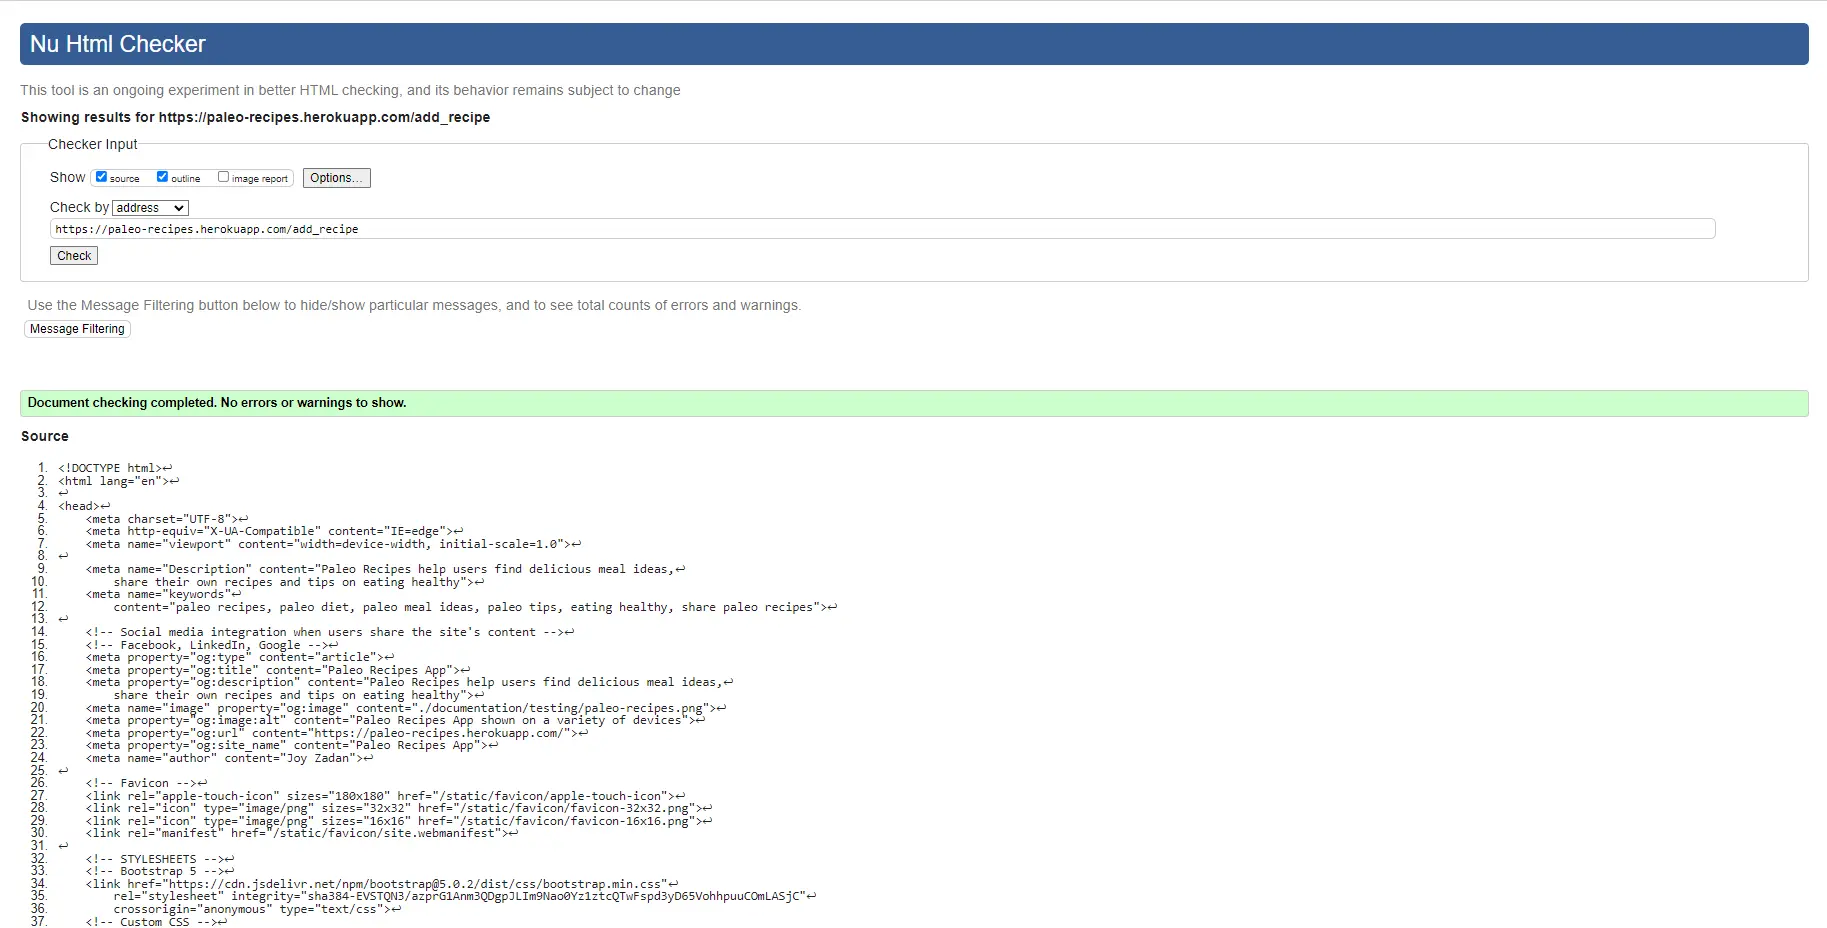 Nu Html Checker
This tool is an ongoing experiment in better HTML checking, and its behavior remains subject to change
Showing results for https://paleo-recipes.herokuapp.com/add_recipe
Checker Input
Show source outline image report Options...
Check by address
https://paleo-recipes.herokuapp.com/add_recipe
Check
Use the Message Filtering button below to hide/show particular messages, and to see total counts of errors and warnings.
Message Filtering
Document checking completed. No errors or warnings to show.
Source
1. <!DOCTYPE html>↩
2. <html lang="en">↩
3. ↩
4. <head>↩
5.     <meta charset="UTF-8">↩
6.     <meta http-equiv="X-UA-Compatible" content="IE=edge">↩
7.     <meta name="viewport" content="width=device-width, initial-scale=1.0">↩
8. ↩
9.     <meta name="Description" content="Paleo Recipes help users find delicious meal ideas,↩
10.         share their own recipes and tips on eating healthy">↩
11.     <meta name="keywords"↩
12.         content="paleo recipes, paleo diet, paleo meal ideas, paleo tips, eating healthy, share paleo recipes">↩
13. ↩
14.     <!-- Social media integration when users share the site's content -->↩
15.     <!-- Facebook, LinkedIn, Google -->↩
16.     <meta property="og:type" content="article">↩
17.     <meta property="og:title" content="Paleo Recipes App">↩
18.     <meta property="og:description" content="Paleo Recipes help users find delicious meal ideas,↩
19.         share their own recipes and tips on eating healthy">↩
20.     <meta name="image" property="og:image" content="./documentation/testing/paleo-recipes.png">↩
21.     <meta property="og:image:alt" content="Paleo Recipes App shown on a variety of devices">↩
22.     <meta property="og:url" content="https://paleo-recipes.herokuapp.com/">↩
23.     <meta property="og:site_name" content="Paleo Recipes App">↩
24.     <meta name="author" content="Joy Zadan">↩
25. ↩
26.     <!-- Favicon -->↩
27.     <link rel="apple-touch-icon" sizes="180x180" href="/static/favicon/apple-touch-icon">↩
28.     <link rel="icon" type="image/png" sizes="32x32" href="/static/favicon/favicon-32x32.png">↩
29.     <link rel="icon" type="image/png" sizes="16x16" href="/static/favicon/favicon-16x16.png">↩
30.     <link rel="manifest" href="/static/favicon/site.webmanifest">↩
31. ↩
32.     <!-- STYLESHEETS -->↩
33.     <!-- Bootstrap 5 -->↩
34.     <link href="https://cdn.jsdelivr.net/npm/bootstrap@5.0.2/dist/css/bootstrap.min.css"↩
35.         rel="stylesheet" integrity="sha384-EVSTQN3/azprG1Anm3QDgpJLIm9Nao0Yz1ztcQTwFspd3yD65VohhpuuCOmLASjC"↩
36.         crossorigin="anonymous" type="text/css">↩
37.     <!-- Custom CSS -->↩